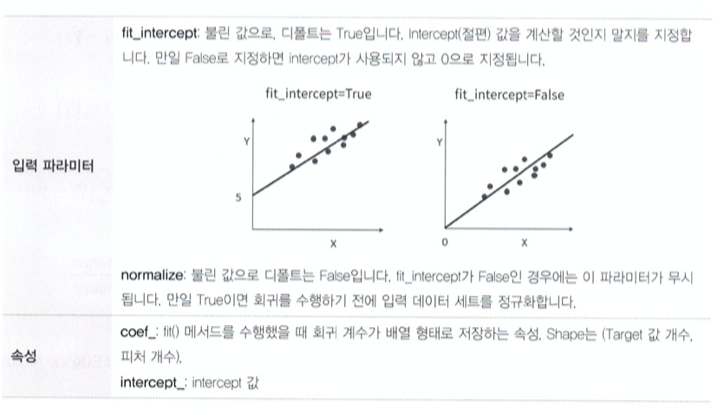 fit_intercept: 불린 값으로, 디폴트는 True입니다. Intercept(절편) 값을 계산할 것인지 말지를 지정합
니다. 만일 False로 지정하면 intercept가 사용되지 않고 0으로 지정됩니다.
fit_intercept=True
fit_intercept=False
Y
5
X
Y
0
X
입력 파라미터
normalize: 불린 값으로 디폴트는 False입니다. fit_intercept가 False인 경우에는 이 파라미터가 무시
됩니다. 만일 True이면 회귀를 수행하기 전에 입력 데이터 세트를 정규화합니다.
속성
coef_: fit() 메서드를 수행했을 때 회귀 계수가 배열 형태로 저장하는 속성. Shape는 (Target 값 개수,
피처 개수).
intercept_: intercept 값